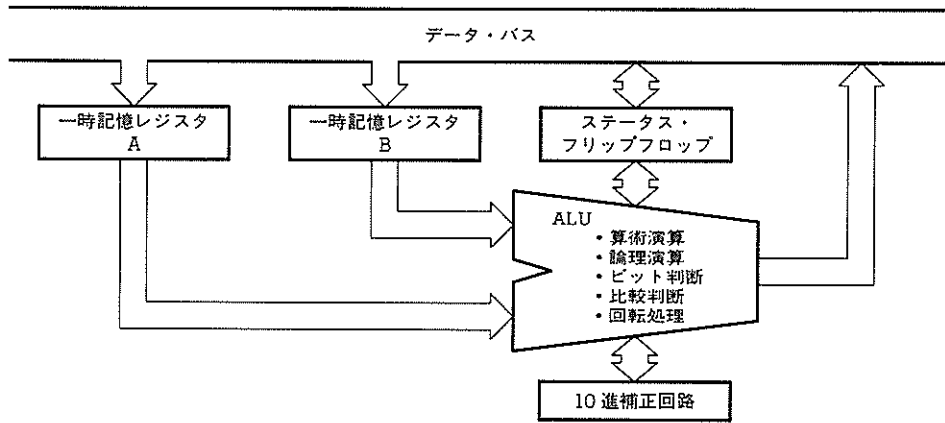 データ・バス
一時記憶レジスタ
A
一時記憶レジスタ
B
ステータス・
フリップフロップ
ALU
・算術演算
・論理演算
・ビット判断
・比較判断
・回転処理
10進補正回路